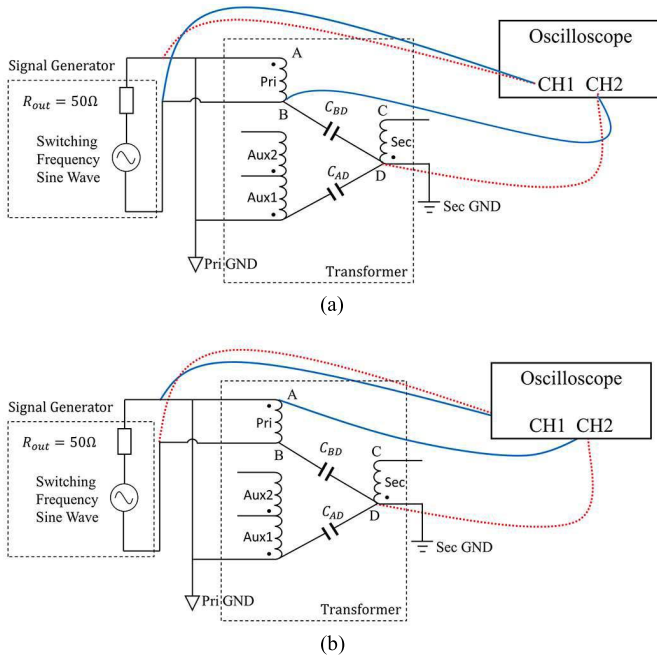 Oscilloscope
CH1 CH2
Signal Generator
R_out = 50Ω
Switching
Frequency
Sine Wave
A
Pri
B
C_BD
C
Sec
D
Aux2
Aux1
C_AD
Sec GND
Pri GND
Transformer
(a)
Oscilloscope
CH1 CH2
Signal Generator
R_out = 50Ω
Switching
Frequency
Sine Wave
A
Pri
B
C_BD
C
Sec
D
Aux2
Aux1
C_AD
Sec GND
Pri GND
Transformer
(b)